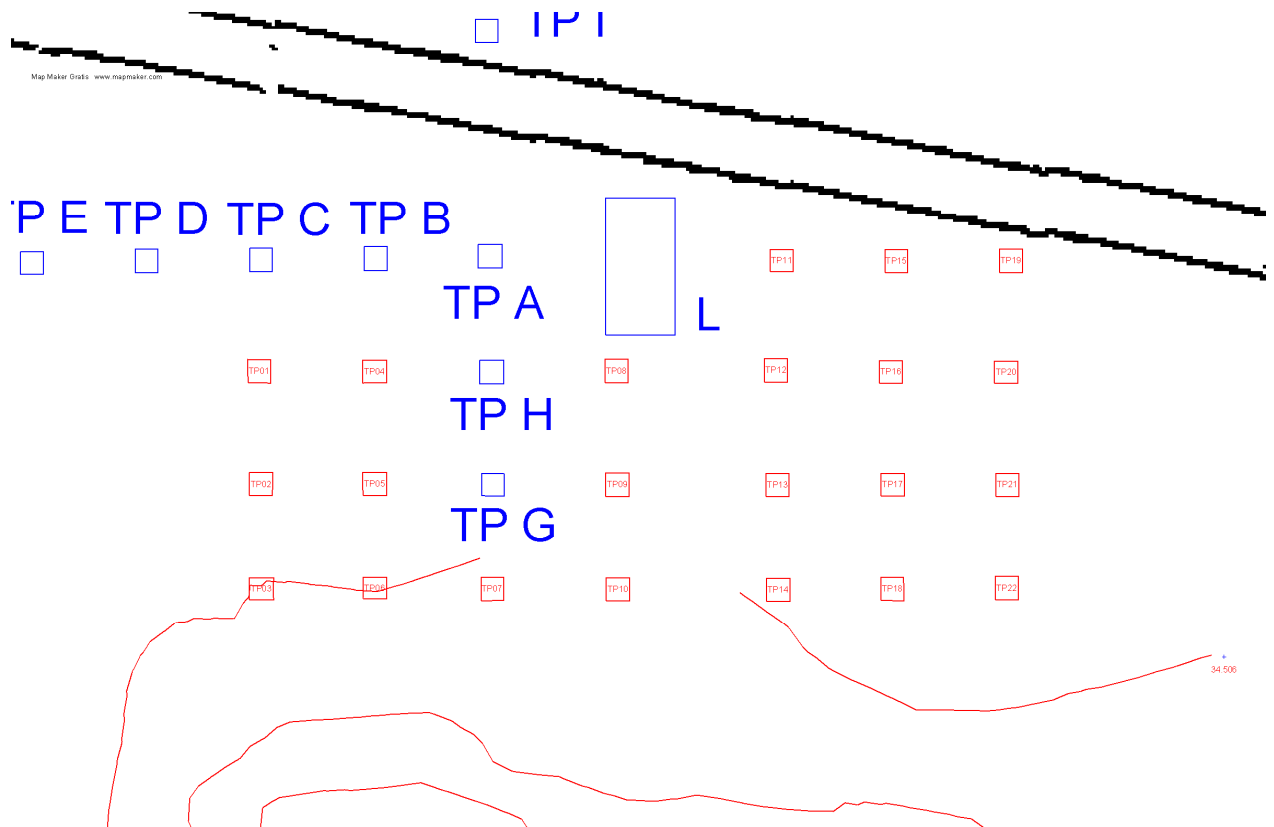 TP I
Map Maker Gratis www.mapmaker.com
TP E TP D TP C TP B
TP11 TP15 TP19
TP A
L
TP01 TP04 TP08 TP12 TP16 TP20
TP H
TP02 TP05 TP09 TP13 TP17 TP21
TP G
TP03 TP06 TP07 TP10 TP14 TP18 TP22
34.506